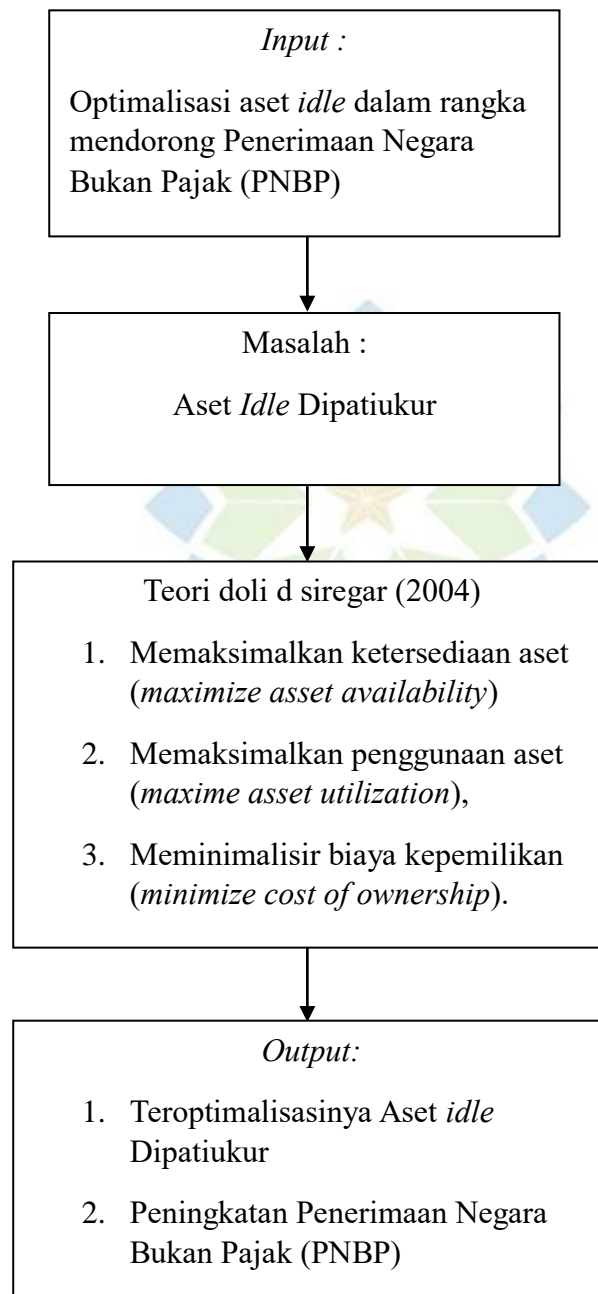 Input :
Optimalisasi aset idle dalam rangka
mendorong Penerimaan Negara
Bukan Pajak (PNBP)
Masalah :
Aset Idle Dipatiukur
Teori doli d siregar (2004)
1. Memaksimalkan ketersediaan aset
(maximize asset availability)
2. Memaksimalkan penggunaan aset
(maxime asset utilization),
3. Meminimalisir biaya kepemilikan
(minimize cost of ownership).
Output:
1. Teroptimalisasinya Aset idle
Dipatiukur
2. Peningkatan Penerimaan Negara
Bukan Pajak (PNBP)